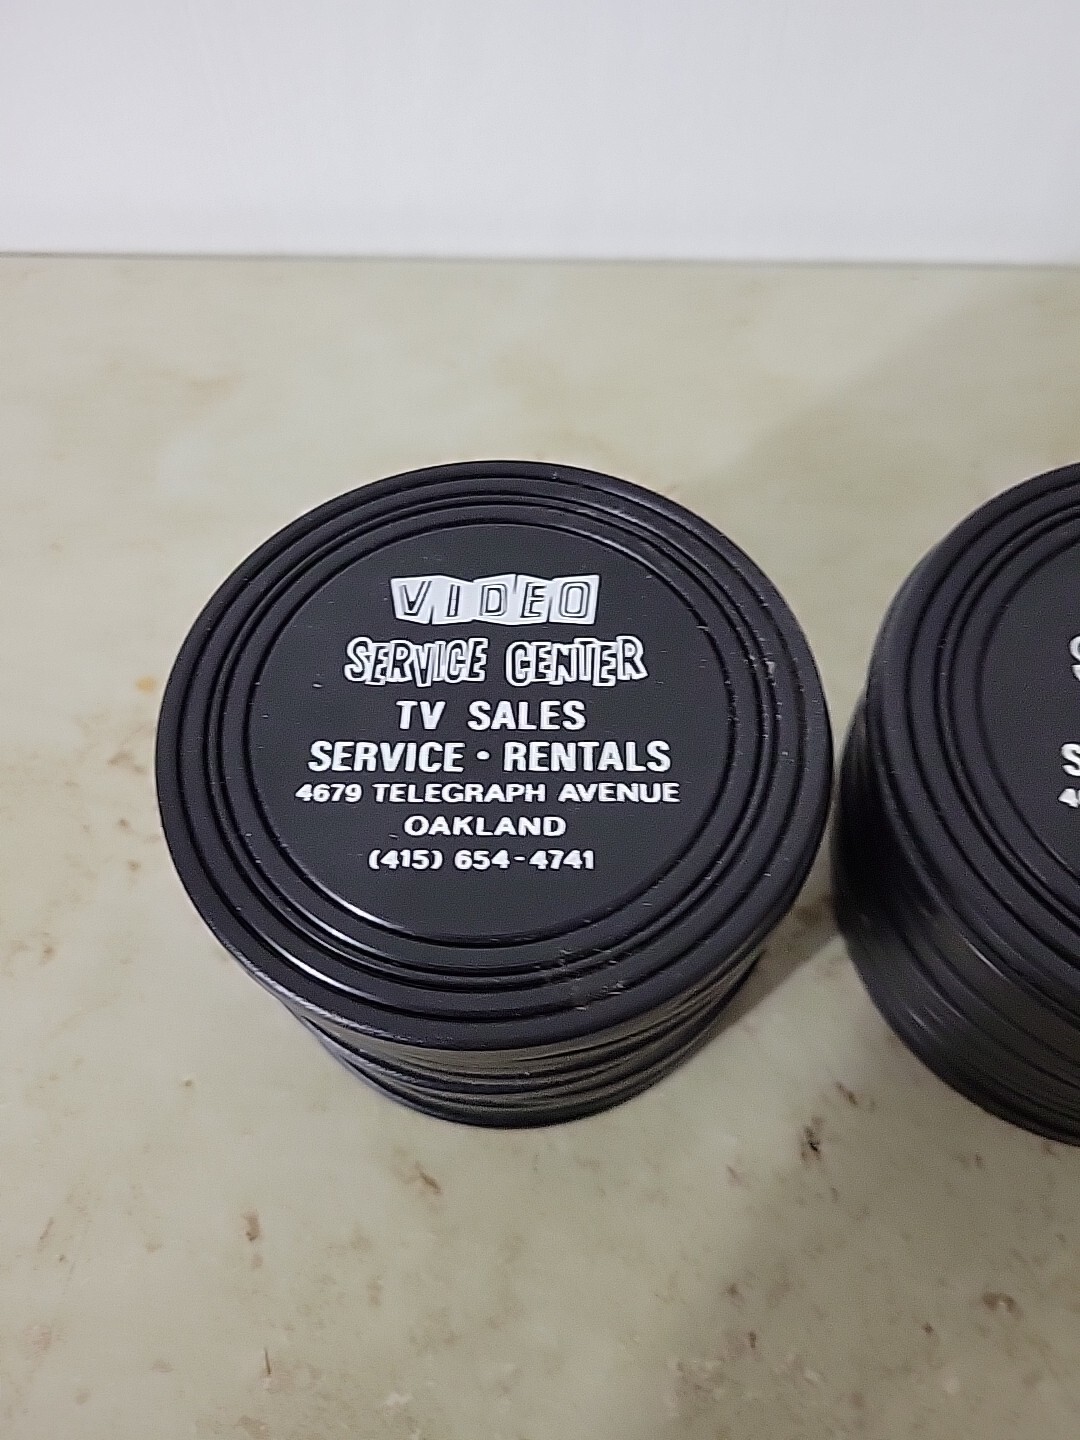 VIDEO
SERVICE CENTER
TV SALES
SERVICE • RENTALS
4679 TELEGRAPH AVENUE
OAKLAND
(415) 654-4741